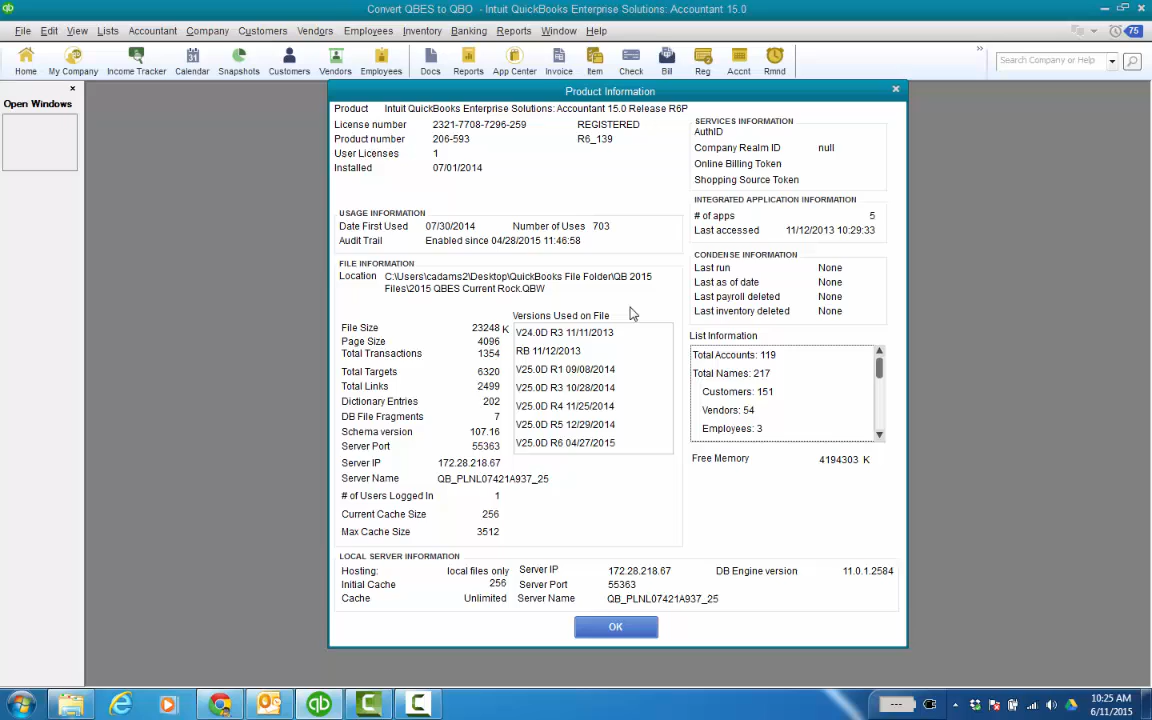 Convert QBES to QBO - Intuit QuickBooks Enterprise Solutions: Accountant 15.0
File Edit View Lists Accountant Company Customers Vendors Employees Inventory Banking Reports Window Help
75
Home My Company Income Tracker Calendar Snapshots Customers Vendors Employees Docs Reports App Center Invoice Item Check Bill Reg Accnt Rmnd
Search Company or Help
Open Windows
Product Information
Product Intuit QuickBooks Enterprise Solutions: Accountant 15.0 Release R6P
License number 2321-7708-7296-259 REGISTERED
Product number 206-593 R6_139
User Licenses 1
Installed 07/01/2014
SERVICES INFORMATION
AuthID
Company Realm ID null
Online Billing Token
Shopping Source Token
USAGE INFORMATION
Date First Used 07/30/2014 Number of Uses 703
Audit Trail Enabled since 04/28/2015 11:46:58
INTEGRATED APPLICATION INFORMATION
# of apps 5
Last accessed 11/12/2013 10:29:33
FILE INFORMATION
Location C:\Users\cadams2\Desktop\QuickBooks File Folder\QB 2015
Files\2015 QBES Current Rock.QBW
CONDENSE INFORMATION
Last run None
Last as of date None
Last payroll deleted None
Last inventory deleted None
Versions Used on File
V24.0D R3 11/11/2013
RB 11/12/2013
V25.0D R1 09/08/2014
V25.0D R3 10/28/2014
V25.0D R4 11/25/2014
V25.0D R5 12/29/2014
V25.0D R6 04/27/2015
File Size 23248 K
Page Size 4096
Total Transactions 1354
Total Targets 6320
Total Links 2499
Dictionary Entries 202
DB File Fragments 7
Schema version 107.16
Server Port 55363
Server IP 172.28.218.67
Server Name QB_PLNL07421A937_25
# of Users Logged In 1
Current Cache Size 256
Max Cache Size 3512
List Information
Total Accounts: 119
Total Names: 217
Customers: 151
Vendors: 54
Employees: 3
Free Memory 4194303 K
LOCAL SERVER INFORMATION
Hosting: local files only Server IP 172.28.218.67 DB Engine version 11.0.1.2584
Initial Cache 256 Server Port 55363
Cache Unlimited Server Name QB_PLNL07421A937_25
OK
10:25 AM
6/11/2015